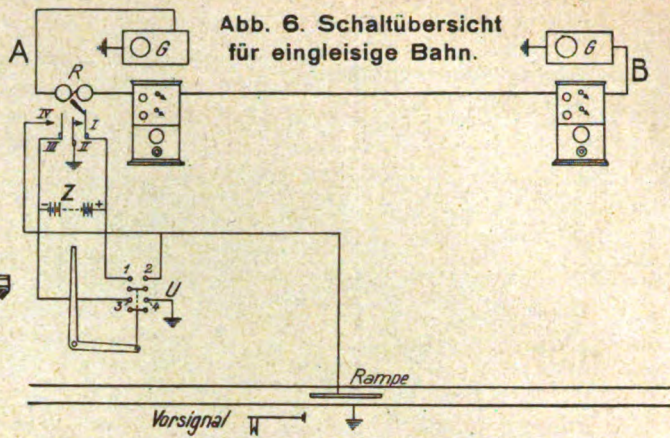 Abb. 6. Schaltübersicht
für eingleisige Bahn.
A
G
G
B
R
IV
I
III
II
- Z +
1 2
3 4
U
Rampe
Vorsignal